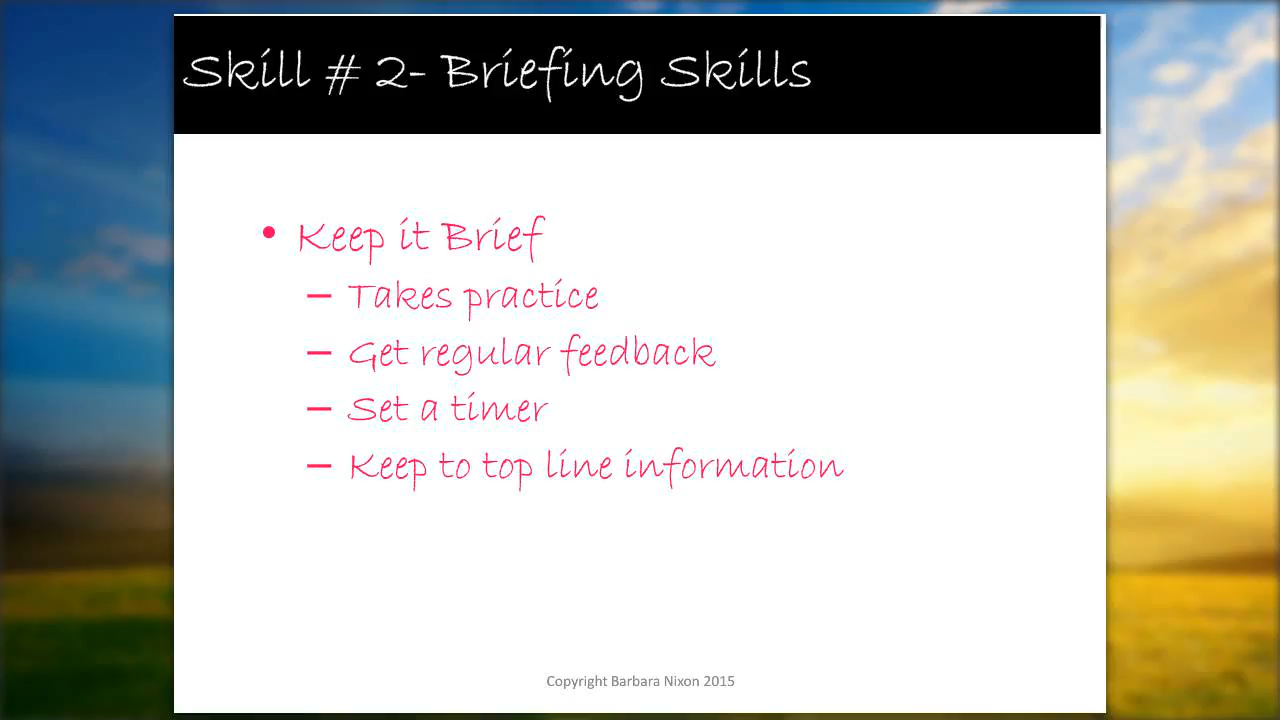 Skill # 2- Briefing Skills
• Keep it Brief
– Takes practice
– Get regular feedback
– Set a timer
– Keep to top line information
Copyright Barbara Nixon 2015